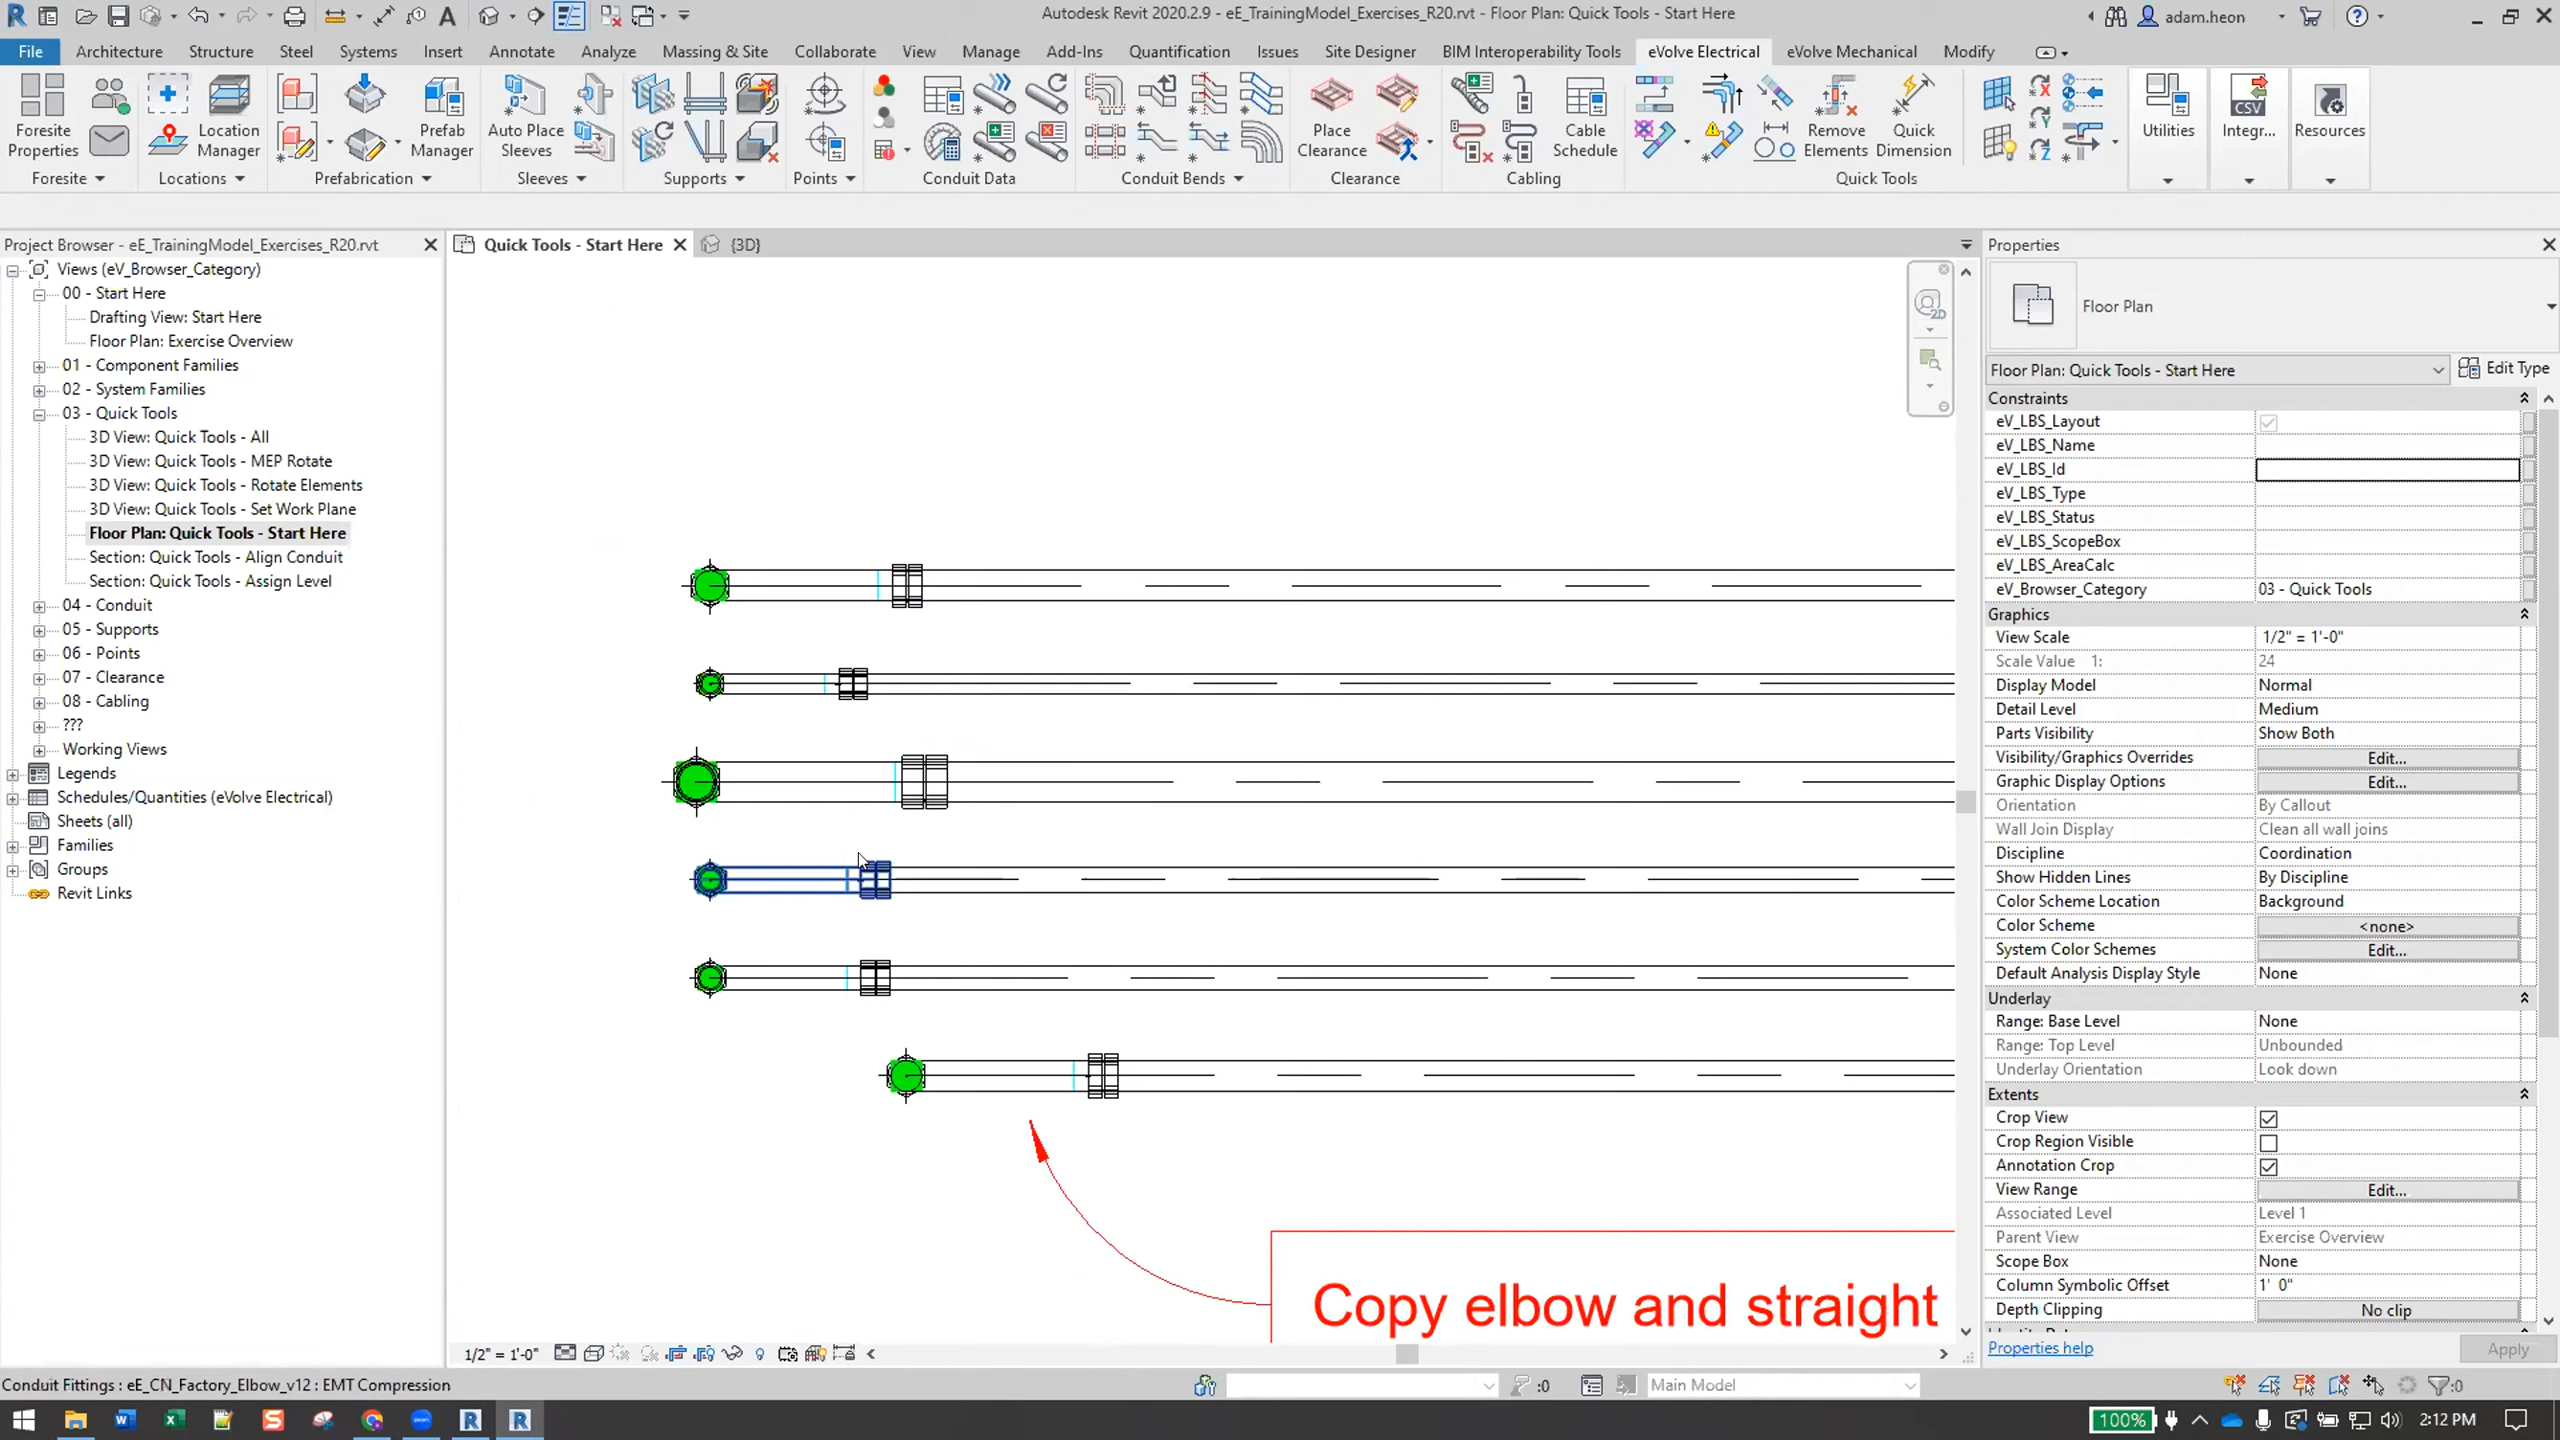 Autodesk Revit 2020.2.9 - eE_TrainingModel_Exercises_R20.rvt - Floor Plan: Quick Tools - Start Here
adam.heon
File Architecture Structure Steel Systems Insert Annotate Analyze Massing & Site Collaborate View Manage Add-Ins Quantification Issues Site Designer BIM Interoperability Tools eVolve Electrical eVolve Mechanical Modify
Foresite Properties
Location Manager
Prefab Manager
Auto Place Sleeves
Place Clearance
Cable Schedule
Remove Elements
Quick Dimension
Utilities
CSV
Integr...
Resources
Foresite Locations Prefabrication Sleeves Supports Points Conduit Data Conduit Bends Clearance Cabling Quick Tools
Project Browser - eE_TrainingModel_Exercises_R20.rvt
Views (eV_Browser_Category)
00 - Start Here
Drafting View: Start Here
Floor Plan: Exercise Overview
01 - Component Families
02 - System Families
03 - Quick Tools
3D View: Quick Tools - All
3D View: Quick Tools - MEP Rotate
3D View: Quick Tools - Rotate Elements
3D View: Quick Tools - Set Work Plane
Floor Plan: Quick Tools - Start Here
Section: Quick Tools - Align Conduit
Section: Quick Tools - Assign Level
04 - Conduit
05 - Supports
06 - Points
07 - Clearance
08 - Cabling
???
Working Views
Legends
Schedules/Quantities (eVolve Electrical)
Sheets (all)
Families
Groups
Revit Links
Quick Tools - Start Here
{3D}
2D
Copy elbow and straight
1/2" = 1'-0"
Properties
Floor Plan
Floor Plan: Quick Tools - Start Here
Edit Type
Constraints
eV_LBS_Layout
eV_LBS_Name
eV_LBS_Id
eV_LBS_Type
eV_LBS_Status
eV_LBS_ScopeBox
eV_LBS_AreaCalc
eV_Browser_Category 03 - Quick Tools
Graphics
View Scale 1/2" = 1'-0"
Scale Value 1: 24
Display Model Normal
Detail Level Medium
Parts Visibility Show Both
Visibility/Graphics Overrides Edit...
Graphic Display Options Edit...
Orientation By Callout
Wall Join Display Clean all wall joins
Discipline Coordination
Show Hidden Lines By Discipline
Color Scheme Location Background
Color Scheme <none>
System Color Schemes Edit...
Default Analysis Display Style None
Underlay
Range: Base Level None
Range: Top Level Unbounded
Underlay Orientation Look down
Extents
Crop View
Crop Region Visible
Annotation Crop
View Range Edit...
Associated Level Level 1
Parent View Exercise Overview
Scope Box None
Column Symbolic Offset 1' 0"
Depth Clipping No clip
Properties help
Apply
Conduit Fittings : eE_CN_Factory_Elbow_v12 : EMT Compression
:0
Main Model
:0
100%
2:12 PM